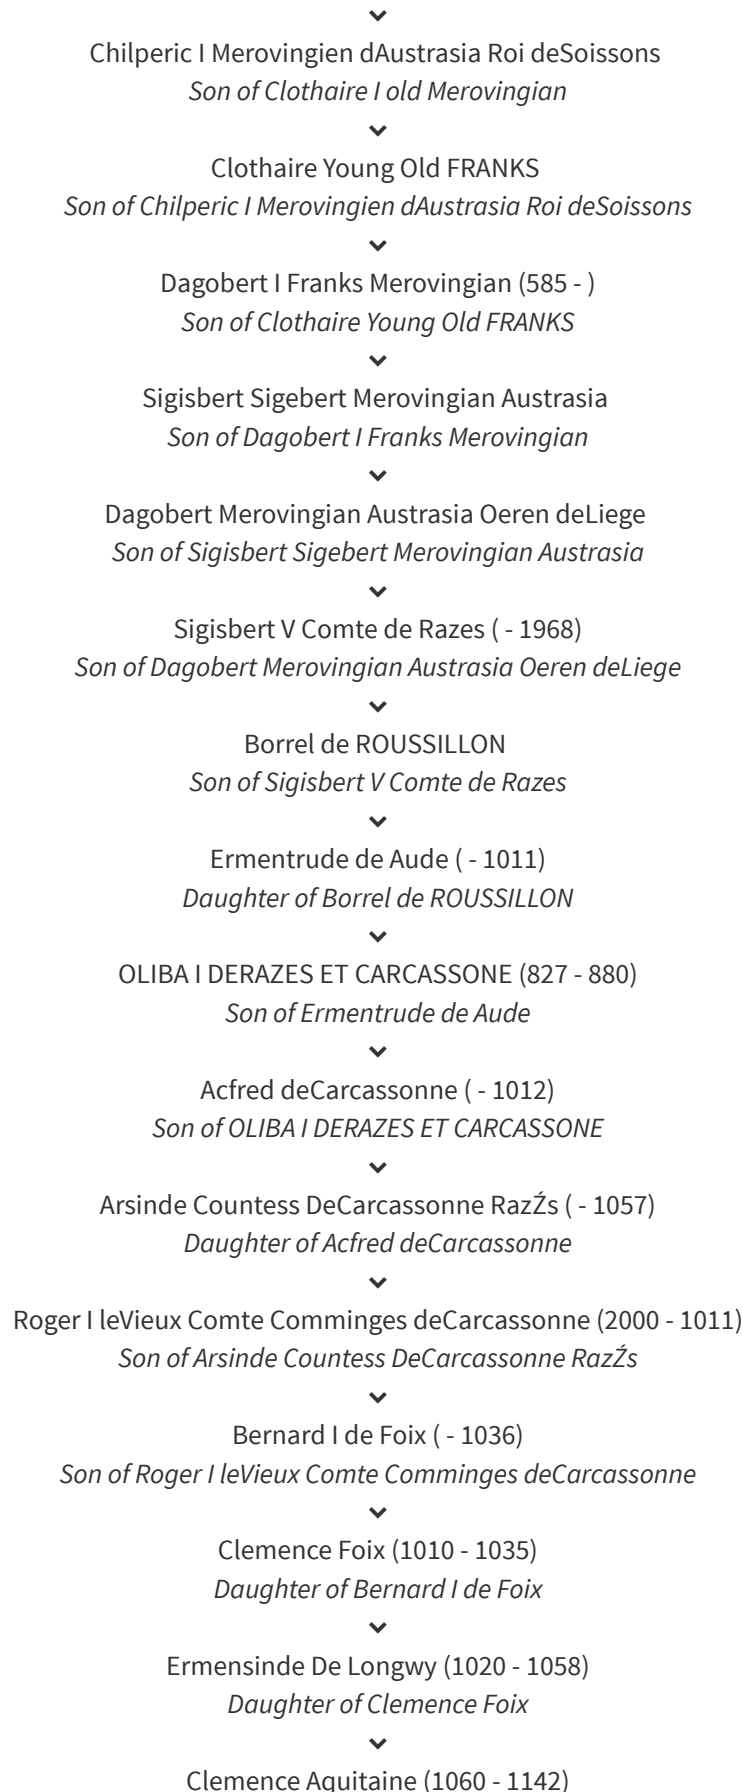 Chilperic I Merovingien dAustrasia Roi deSoissons
Son of Clothaire I old Merovingian
Clothaire Young Old FRANKS
Son of Chilperic I Merovingien dAustrasia Roi deSoissons
Dagobert I Franks Merovingian (585 - )
Son of Clothaire Young Old FRANKS
Sigisbert Sigebert Merovingian Austrasia
Son of Dagobert I Franks Merovingian
Dagobert Merovingian Austrasia Oeren deLiege
Son of Sigisbert Sigebert Merovingian Austrasia
Sigisbert V Comte de Razes ( - 1968)
Son of Dagobert Merovingian Austrasia Oeren deLiege
Borrel de ROUSSILLON
Son of Sigisbert V Comte de Razes
Ermentrude de Aude ( - 1011)
Daughter of Borrel de ROUSSILLON
OLIBA I DERAZES ET CARCASSONE (827 - 880)
Son of Ermentrude de Aude
Acfred deCarcassonne ( - 1012)
Son of OLIBA I DERAZES ET CARCASSONE
Arsinde Countess DeCarcassonne RazŹs ( - 1057)
Daughter of Acfred deCarcassonne
Roger I leVieux Comte Comminges deCarcassonne (2000 - 1011)
Son of Arsinde Countess DeCarcassonne RazŹs
Bernard I de Foix ( - 1036)
Son of Roger I leVieux Comte Comminges deCarcassonne
Clemence Foix (1010 - 1035)
Daughter of Bernard I de Foix
Ermensinde De Longwy (1020 - 1058)
Daughter of Clemence Foix
Clemence Aquitaine (1060 - 1142)